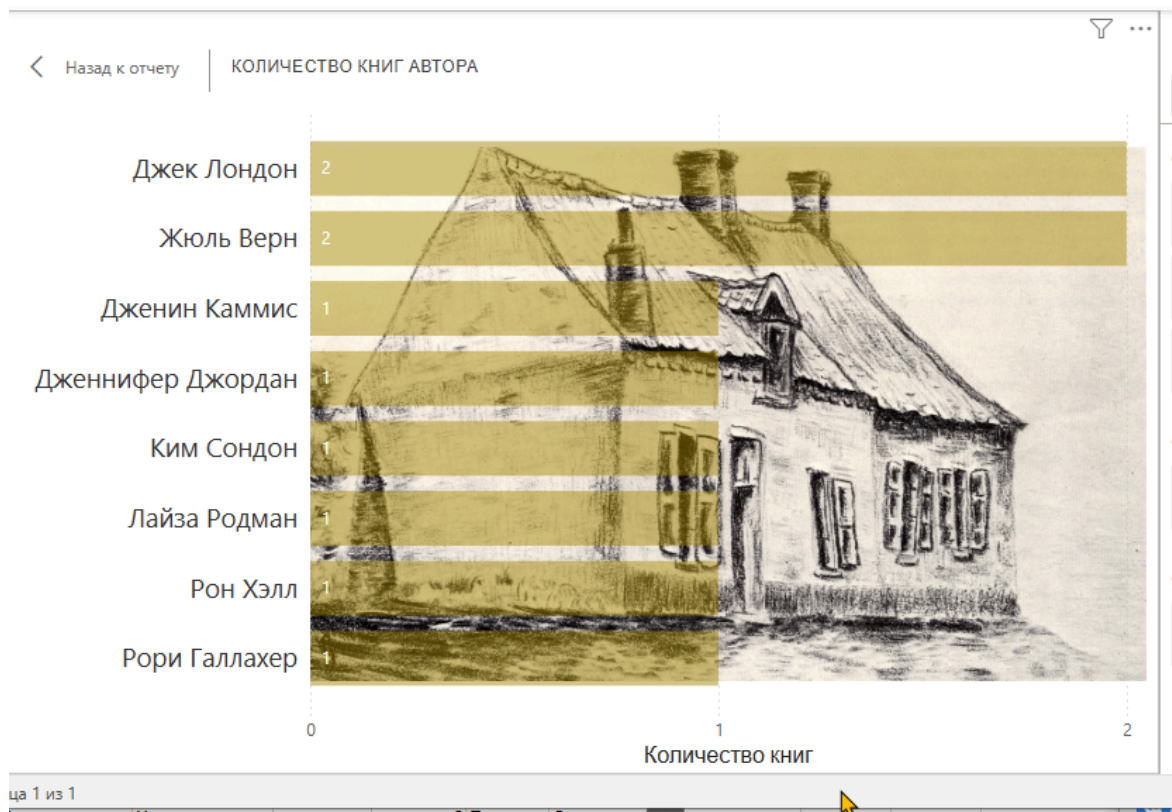 Назад к отчету
КОЛИЧЕСТВО КНИГ АВТОРА
Джек Лондон 2
Жюль Верн 2
Дженин Каммис 1
Дженнифер Джордан 1
Ким Сондон 1
Лайза Родман 1
Рон Хэлл 1
Рори Галлахер 1
0 1 2
Количество книг
ца 1 из 1